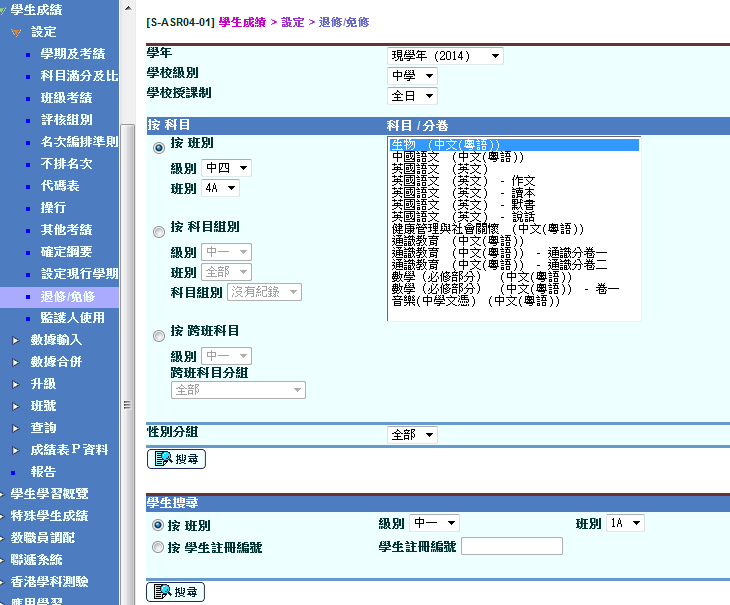 學生成績
設定
學期及考績
科目滿分及比
班級考績
評核組別
名次編排準則
不排名次
代碼表
操行
其他考績
確定綱要
設定現行學期
退修/免修
監護人使用
數據輸入
數據合併
升級
班號
查詢
成績表Ｐ資料
報告
學生學習概覽
特殊學生成績
教職員調配
聯遞系統
香港學科測驗
應用學習
[S-ASR04-01] 學生成績 > 設定 > 退修/免修
學年 現學年 (2014)
學校級別 中學
學校授課制 全日
按 科目 科目 / 分卷
按 班別
級別 中四
班別 4A
按 科目組別
級別 中一
班別 全部
科目組別 沒有紀錄
按 跨班科目
級別 中一
跨班科目分組
全部
生物 (中文(粵語))
中國語文 (中文(粵語))
英國語文 (英文)
英國語文 (英文) - 作文
英國語文 (英文) - 讀本
英國語文 (英文) - 默書
英國語文 (英文) - 說話
健康管理與社會關懷 (中文(粵語))
通識教育 (中文(粵語))
通識教育 (中文(粵語)) - 通識分卷一
通識教育 (中文(粵語)) - 通識分卷二
數學 (必修部分) (中文(粵語))
數學 (必修部分) (中文(粵語)) - 卷一
音樂(中學文憑) (中文(粵語))
性別分組 全部
搜尋
學生搜尋
按 班別 級別 中一 班別 1A
按 學生註冊編號 學生註冊編號
搜尋